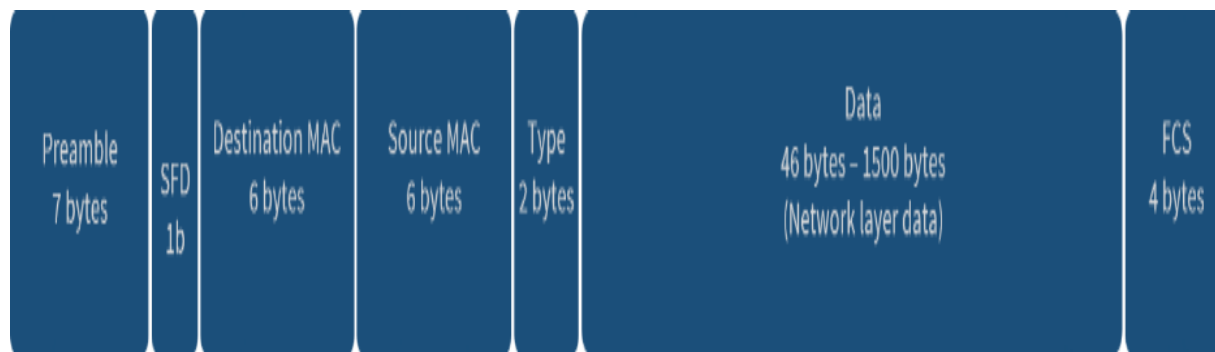 Preamble
7 bytes
SFD
1b
Destination MAC
6 bytes
Source MAC
6 bytes
Type
2 bytes
Data
46 bytes – 1500 bytes
(Network layer data)
FCS
4 bytes